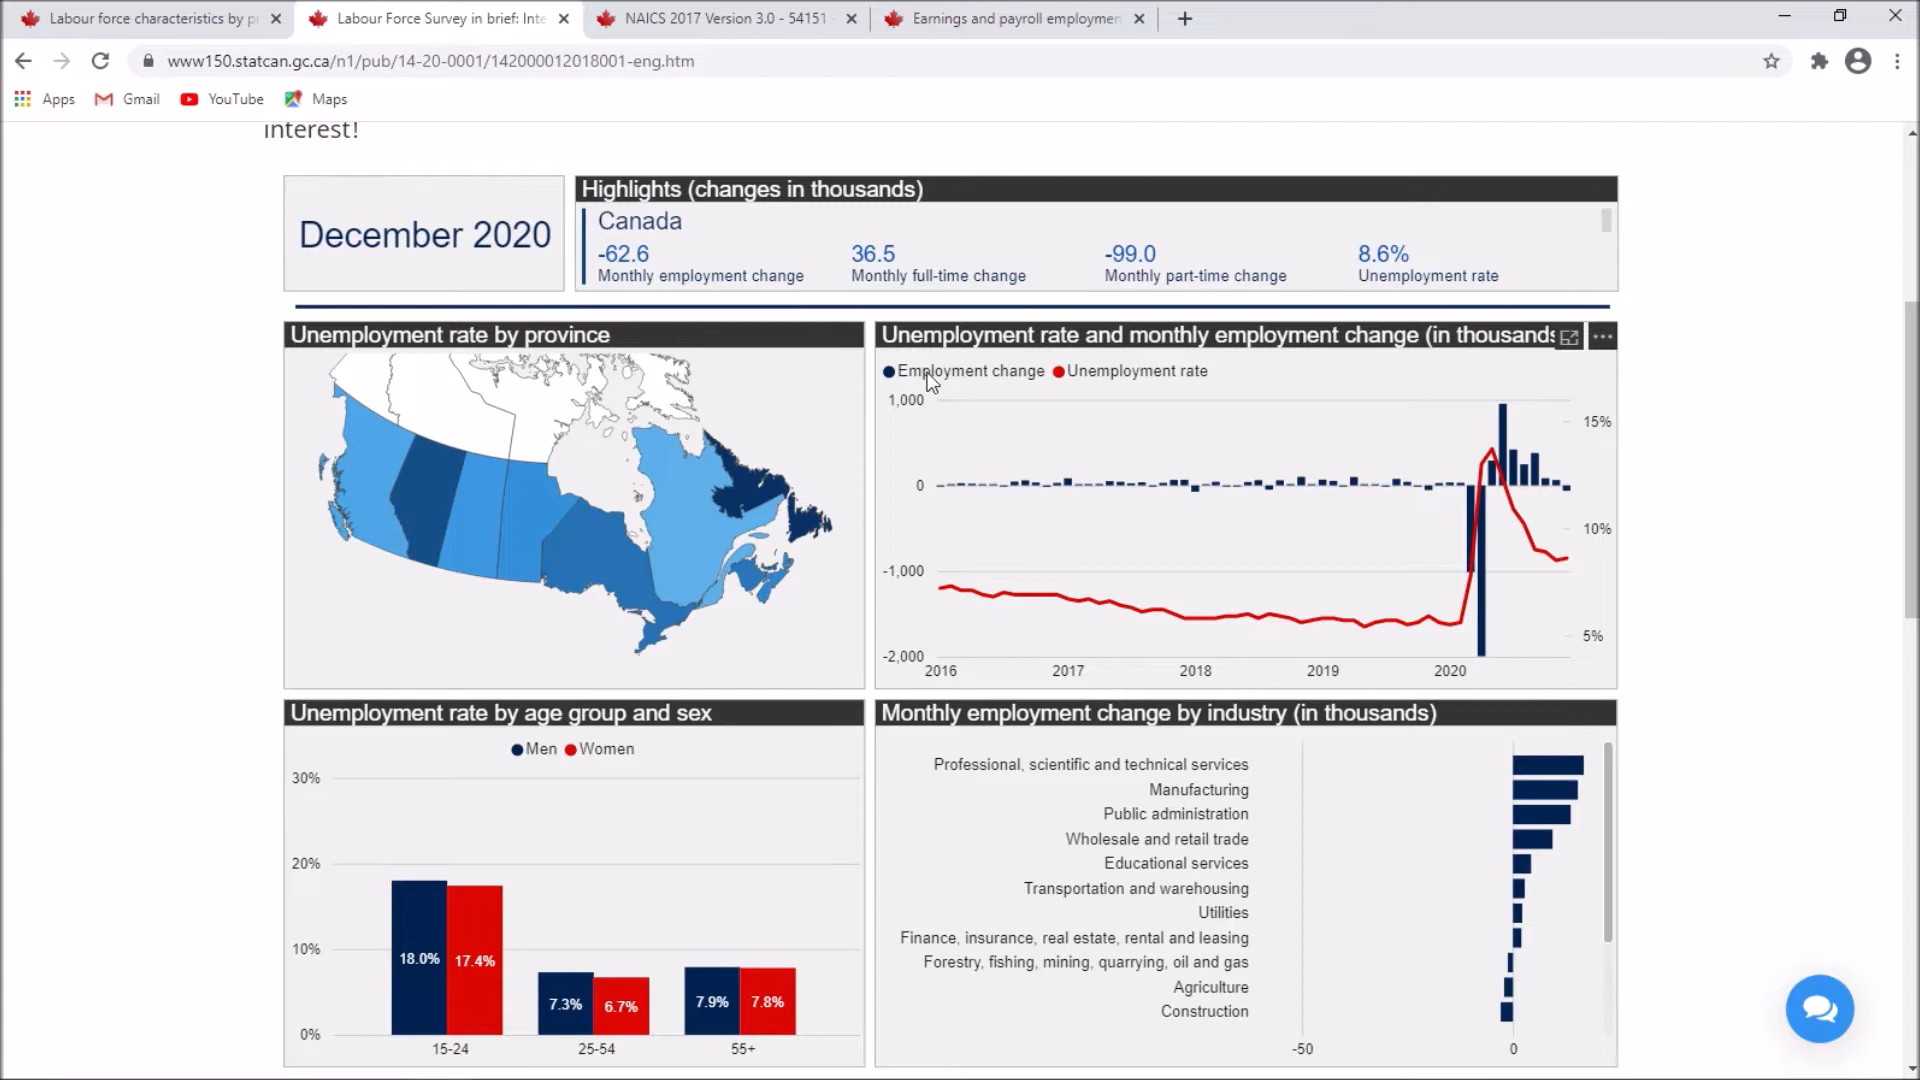 Labour force characteristics by pr
Labour Force Survey in brief: Inte
NAICS 2017 Version 3.0 - 54151
Earnings and payroll employmen
www150.statcan.gc.ca/n1/pub/14-20-0001/142000012018001-eng.htm
Apps
Gmail
YouTube
Maps
interest!
December 2020
Highlights (changes in thousands)
Canada
-62.6
36.5
-99.0
8.6%
Monthly employment change
Monthly full-time change
Monthly part-time change
Unemployment rate
Unemployment rate by province
Unemployment rate and monthly employment change (in thousands
Employment change
Unemployment rate
1,000
0
-1,000
-2,000
15%
10%
5%
2016
2017
2018
2019
2020
Unemployment rate by age group and sex
Men
Women
30%
20%
10%
0%
18.0%
17.4%
7.3%
6.7%
7.9%
7.8%
15-24
25-54
55+
Monthly employment change by industry (in thousands)
Professional, scientific and technical services
Manufacturing
Public administration
Wholesale and retail trade
Educational services
Transportation and warehousing
Utilities
Finance, insurance, real estate, rental and leasing
Forestry, fishing, mining, quarrying, oil and gas
Agriculture
Construction
-50
0